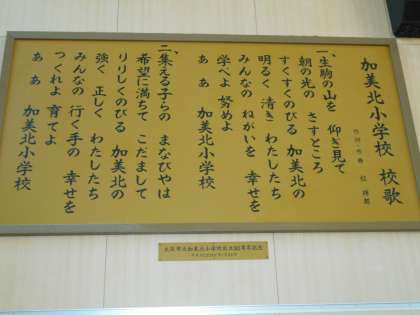 加美北小学校 校歌
一、生駒の山を 仰ぎ見て
朝の光の さすところ
すくすくのびる 加美北の
明るく 清き わたしたち
みんなの ねがいを 幸せを
学べよ 努めよ
ああ 加美北小学校
二、集える子らの まなびやは
希望に満ちて こだまして
りりしくのびる 加美北の
強く 正しく わたしたち
みんなの 行く手の 幸せを
つくれよ 育てよ
ああ 加美北小学校